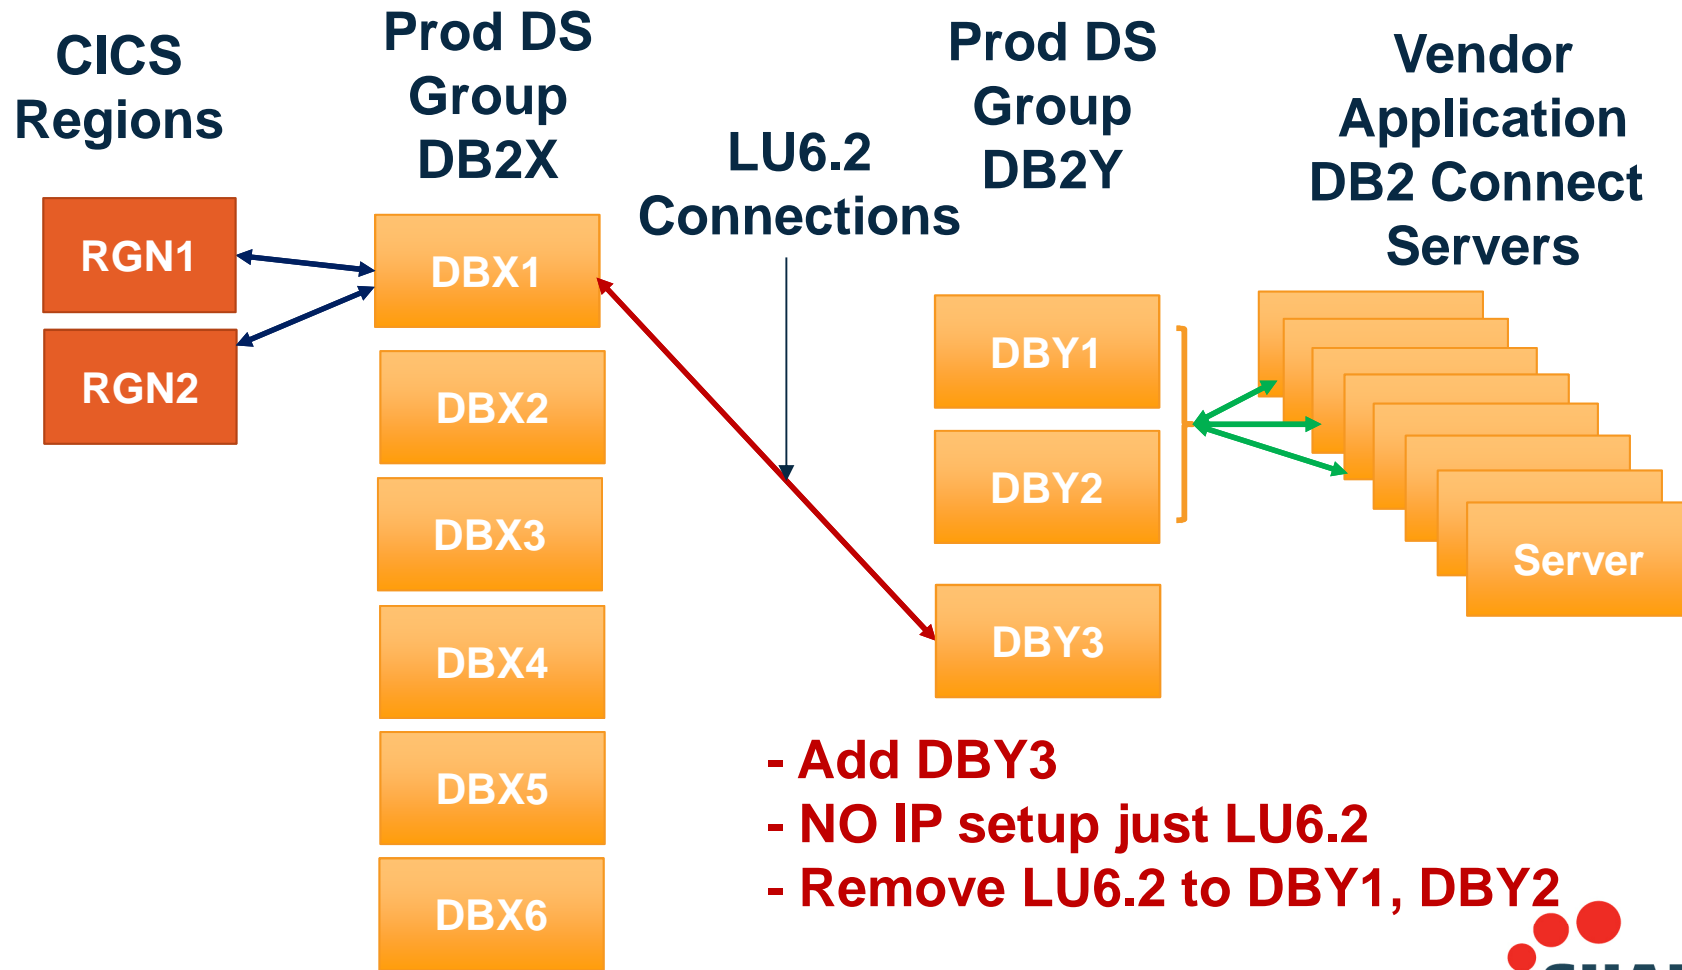 CICS
Regions
Prod DS
Group
DB2X
LU6.2
Connections
Prod DS
Group
DB2Y
Vendor
Application
DB2 Connect
Servers
RGN1
RGN2
DBX1
DBX2
DBX3
DBX4
DBX5
DBX6
DBY1
DBY2
DBY3
Server
- Add DBY3
- NO IP setup just LU6.2
- Remove LU6.2 to DBY1, DBY2